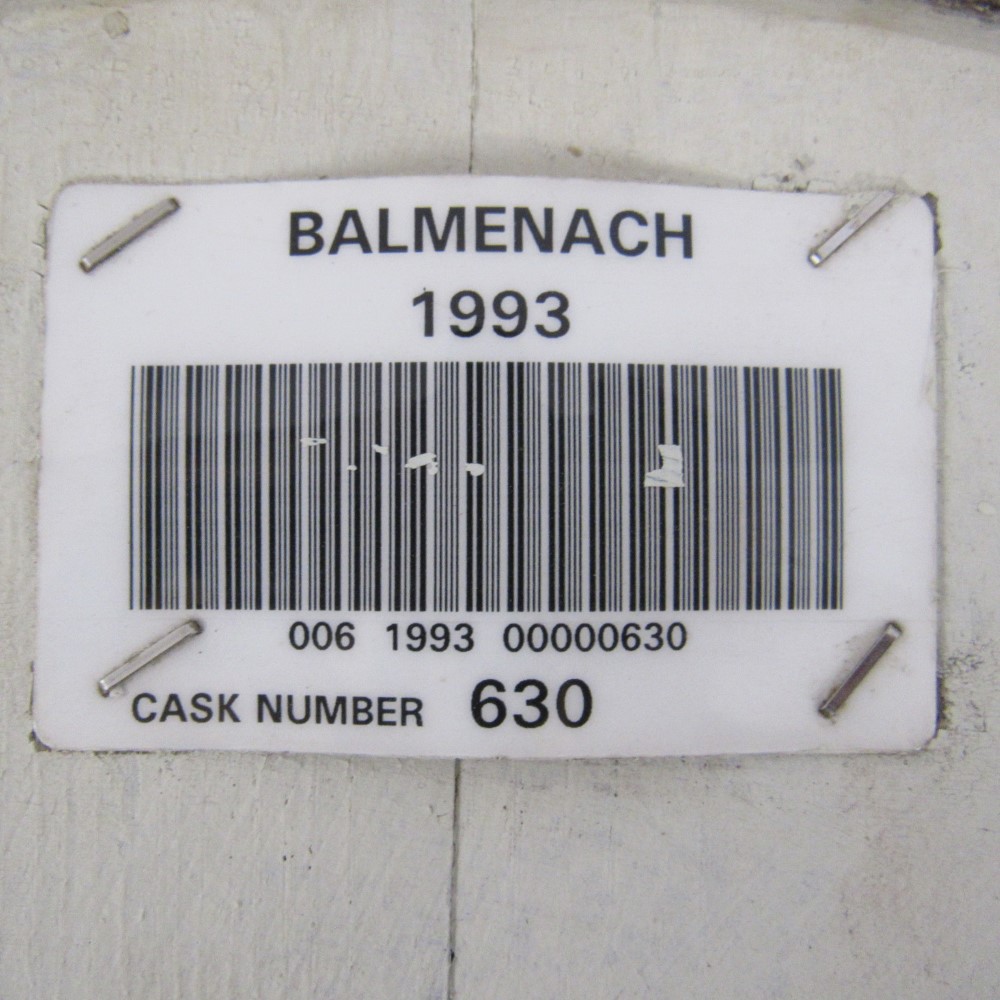 BALMENACH
1993
006 1993 00000630
CASK NUMBER 630